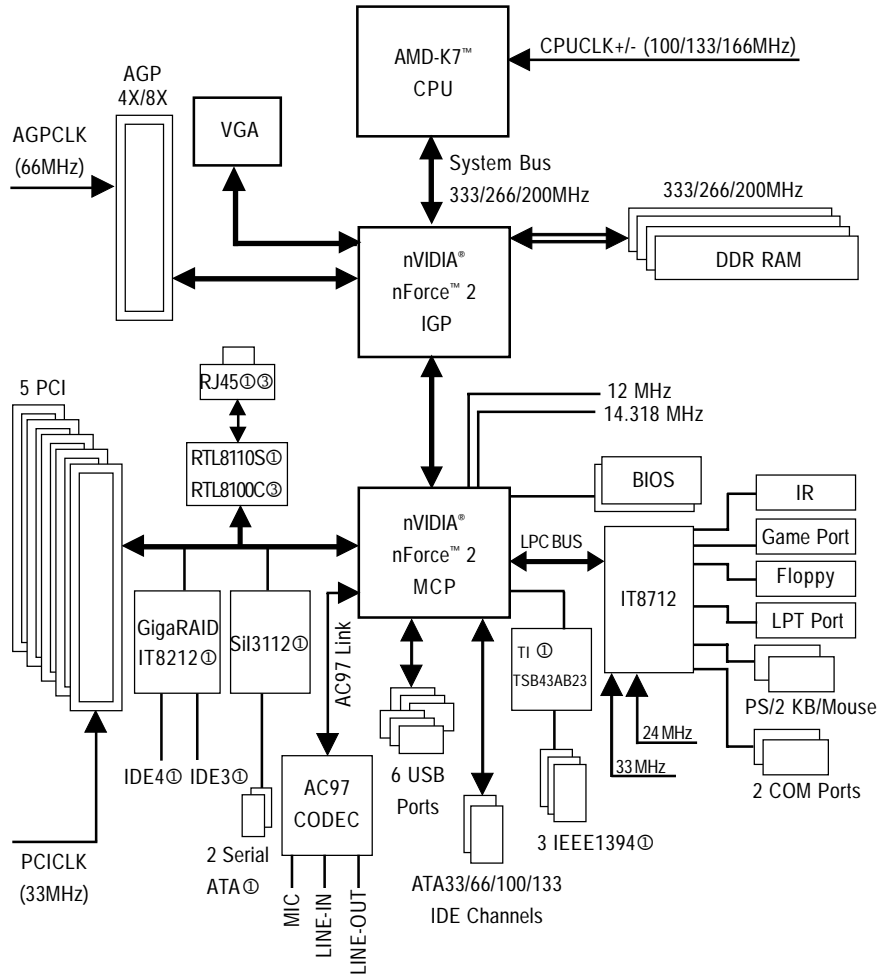 AMD-K7™
CPU
CPUCLK+/- (100/133/166MHz)
AGP
4X/8X
VGA
AGPCLK
(66MHz)
System Bus
333/266/200MHz
333/266/200MHz
DDR RAM
nVIDIA®
nForce™ 2
IGP
RJ45①③
5 PCI
12 MHz
14.318 MHz
RTL8110S①
RTL8100C③
BIOS
IR
nVIDIA®
nForce™ 2
MCP
LPC BUS
Game Port
IT8712
Floppy
LPT Port
GigaRAID
IT8212①
SiI3112①
AC97 Link
TI ①
TSB43AB23
PS/2 KB/Mouse
24 MHz
33 MHz
IDE4①
IDE3①
AC97
CODEC
6 USB
Ports
2 COM Ports
3 IEEE1394①
PCICLK
(33MHz)
2 Serial
ATA①
MIC
LINE-IN
LINE-OUT
ATA33/66/100/133
IDE Channels